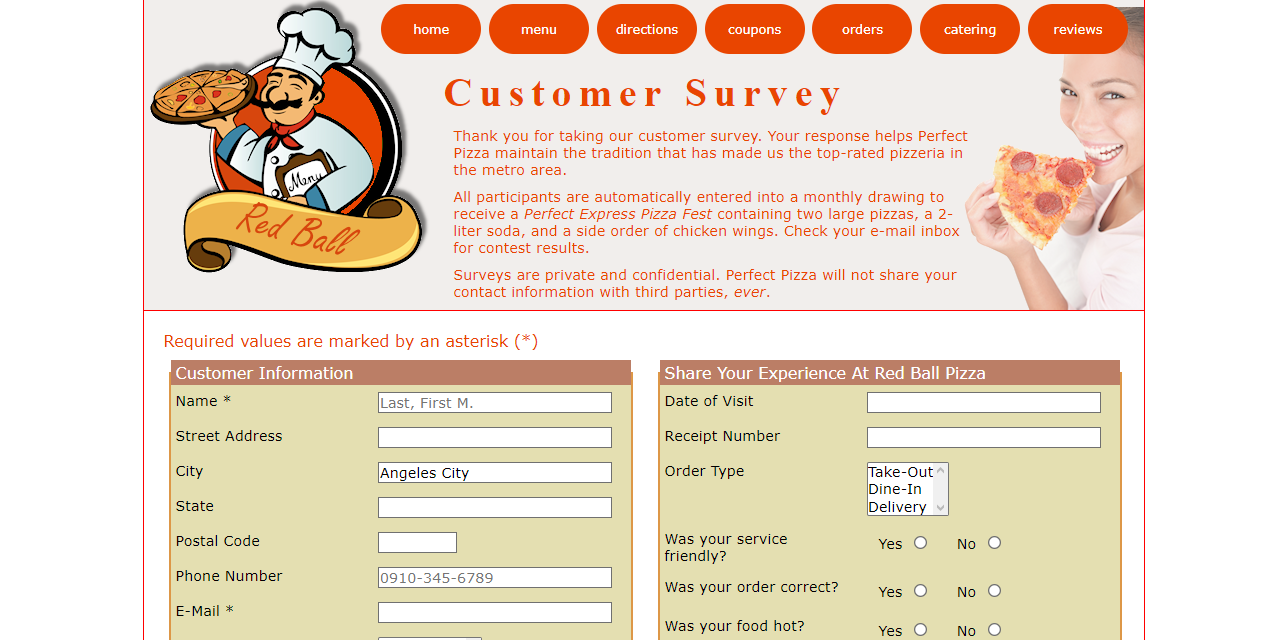 home menu directions coupons orders catering reviews
Menu
Red Ball
Customer Survey
Thank you for taking our customer survey. Your response helps Perfect
Pizza maintain the tradition that has made us the top-rated pizzeria in
the metro area.
All participants are automatically entered into a monthly drawing to
receive a Perfect Express Pizza Fest containing two large pizzas, a 2-
liter soda, and a side order of chicken wings. Check your e-mail inbox
for contest results.
Surveys are private and confidential. Perfect Pizza will not share your
contact information with third parties, ever.
Required values are marked by an asterisk (*)
Customer Information
Name * Last, First M.
Street Address
City Angeles City
State
Postal Code
Phone Number 0910-345-6789
E-Mail *
Share Your Experience At Red Ball Pizza
Date of Visit
Receipt Number
Order Type Take-Out
Dine-In
Delivery
Was your service
friendly?
Yes No
Was your order correct? Yes No
Was your food hot? Yes No